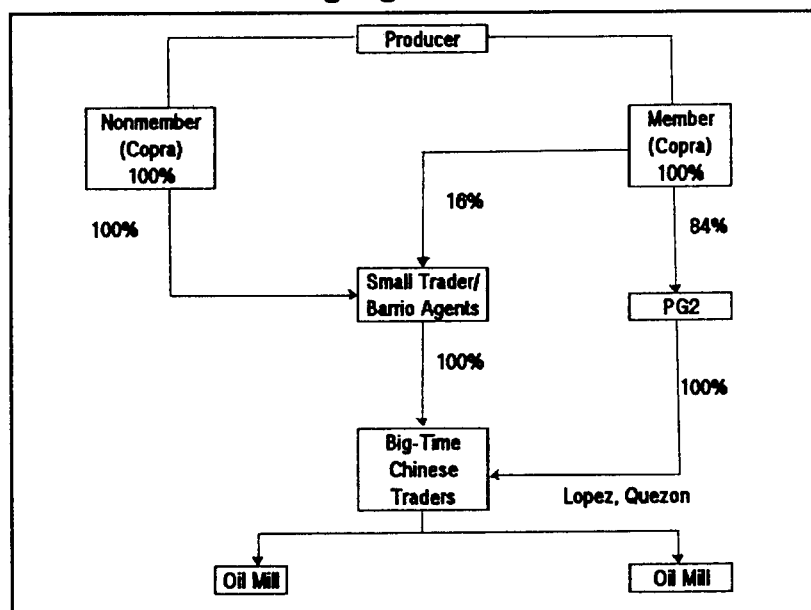 Producer
Nonmember
(Copra)
100%
Member
(Copra)
100%
100%
16%
84%
Small Trader/
Barrio Agents
PG2
100%
100%
Big-Time
Chinese
Traders
Lopez, Quezon
Oil Mill
Oil Mill